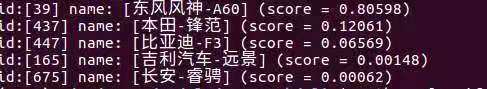 id:[39] name: [东风风神-A60] (score = 0.80598)
id:[437] name: [本田-锋范] (score = 0.12061)
id:[447] name: [比亚迪-F3] (score = 0.06569)
id:[165] name: [吉利汽车-远景] (score = 0.00148)
id:[675] name: [长安-睿骋] (score = 0.00062)